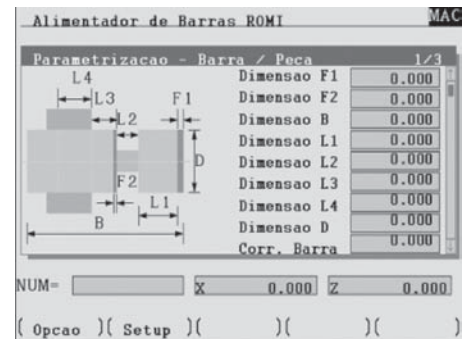 Alimentador de Barras ROMI
MAC
Parametrizacao - Barra / Peca 1/3
L4
L3
F1
L2
D
F2
L1
B
Dimensao F1 0.000
Dimensao F2 0.000
Dimensao B 0.000
Dimensao L1 0.000
Dimensao L2 0.000
Dimensao L3 0.000
Dimensao L4 0.000
Dimensao D 0.000
Corr. Barra 0.000
NUM= X 0.000 Z 0.000
( Opcao )( Setup )( )( )( )